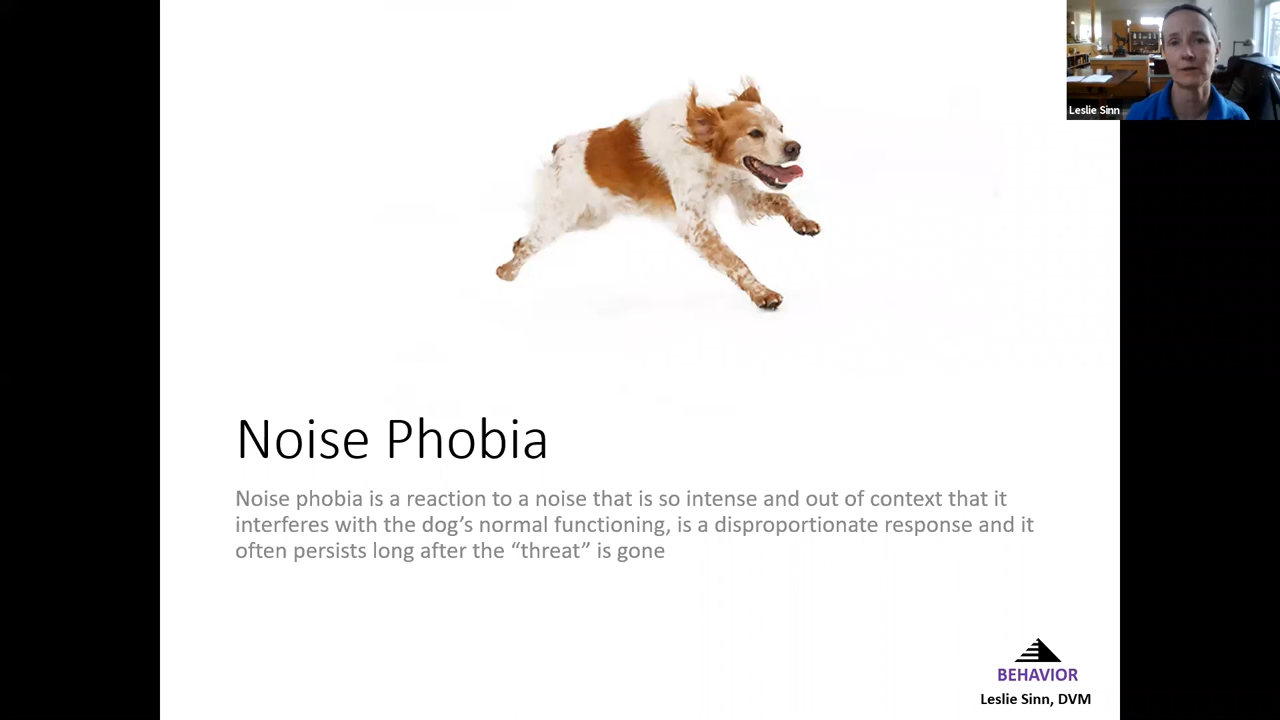 Leslie Sinn
Noise Phobia
Noise phobia is a reaction to a noise that is so intense and out of context that it
interferes with the dog’s normal functioning, is a disproportionate response and it
often persists long after the “threat” is gone
BEHAVIOR
Leslie Sinn, DVM